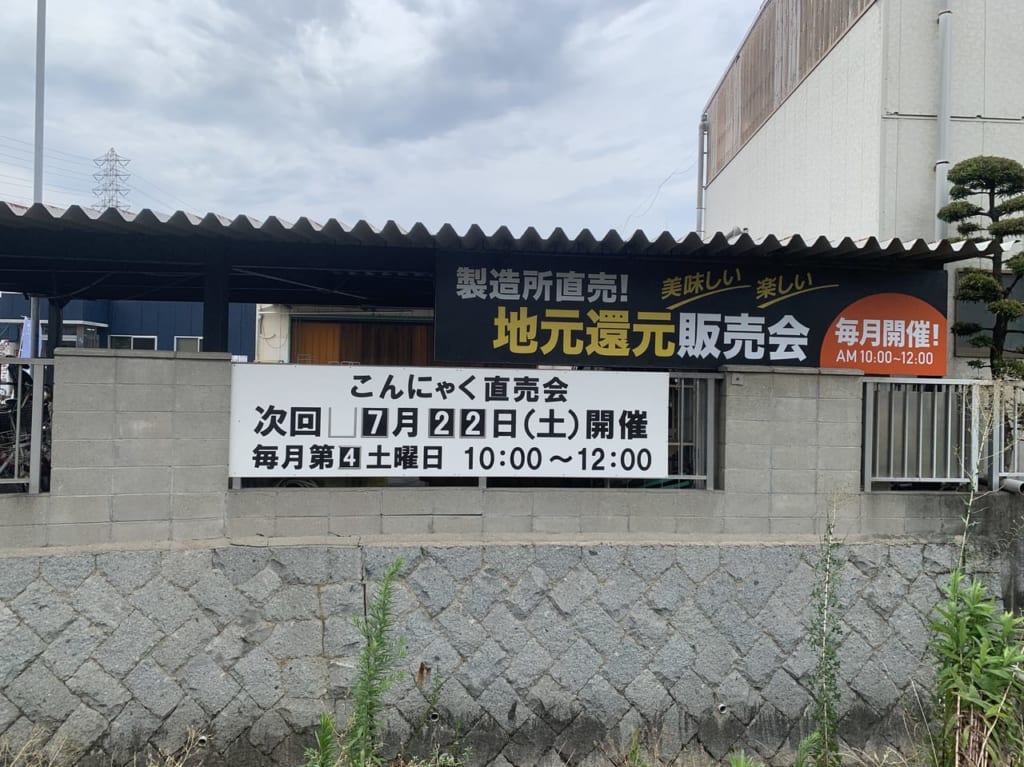 製造所直売!
美味しい 楽しい
地元還元販売会
毎月開催!
AM 10:00~12:00
こんにゃく直売会
次回 7月22日(土)開催
毎月第4土曜日 10:00~12:00